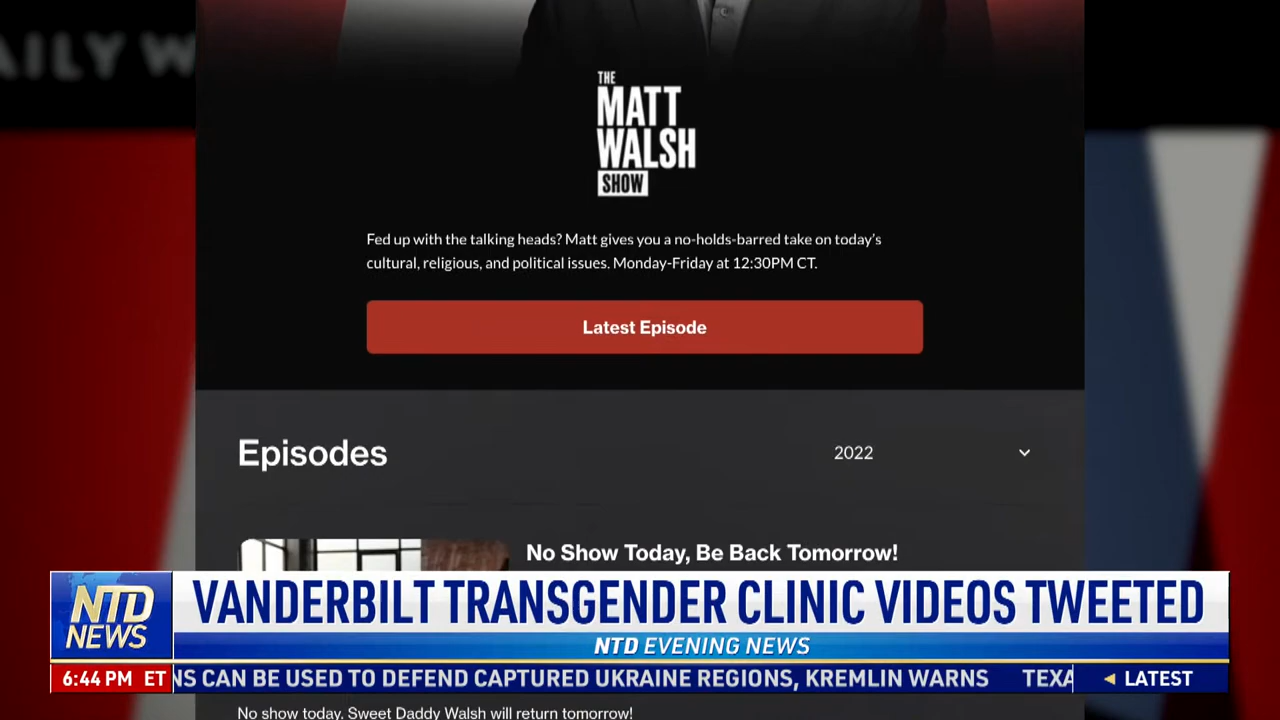 AILY W
THE
MATT
WALSH
SHOW
Fed up with the talking heads? Matt gives you a no-holds-barred take on today's
cultural, religious, and political issues. Monday-Friday at 12:30PM CT.
Latest Episode
Episodes
2022
No Show Today, Be Back Tomorrow!
NTD
NEWS
VANDERBILT TRANSGENDER CLINIC VIDEOS TWEETED
NTD EVENING NEWS
6:44 PM ET
NS CAN BE USED TO DEFEND CAPTURED UKRAINE REGIONS, KREMLIN WARNS TEXA
LATEST
No show today. Sweet Daddy Walsh will return tomorrow!